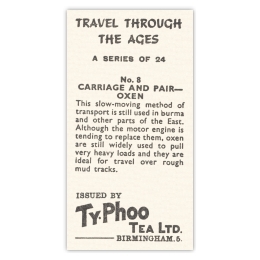 TRAVEL THROUGH
THE AGES
A SERIES OF 24
No. 8
CARRIAGE AND PAIR—
OXEN
This slow-moving method of
transport is still used in burma
and other parts of the East.
Although the motor engine is
tending to replace them, oxen
are still widely used to pull
very heavy loads and they are
ideal for travel over rough
mud tracks.
ISSUED BY
Ty·Phoo
TEA LTD.
BIRMINGHAM.5.